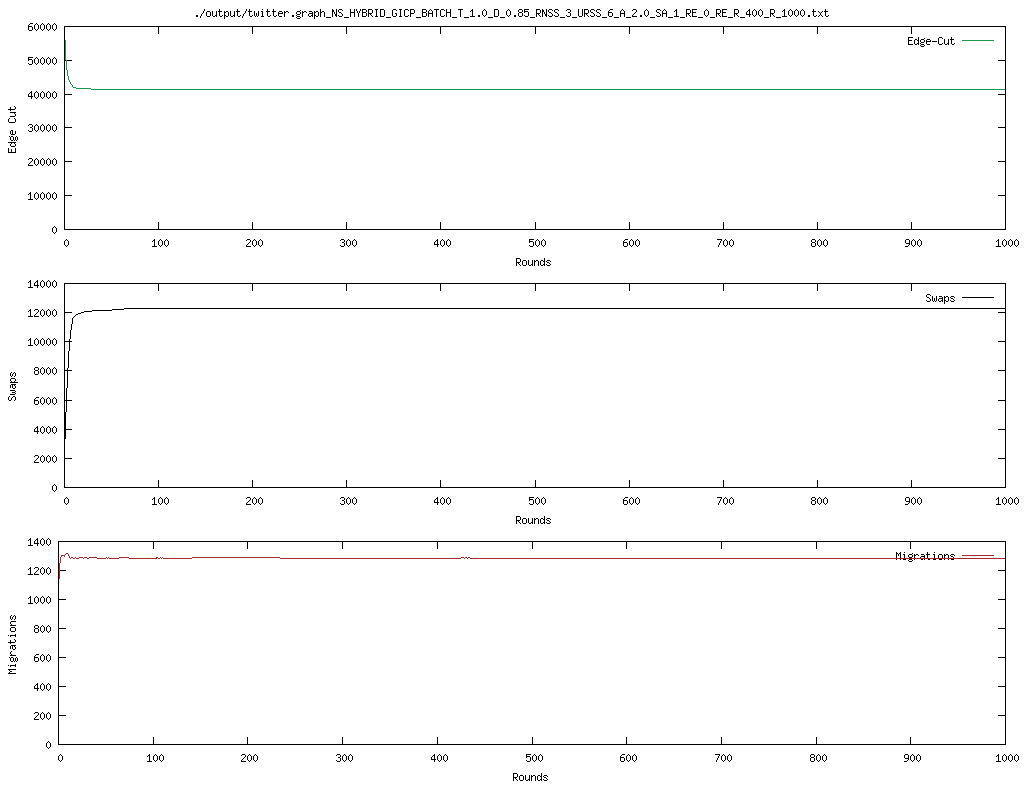 ./output/twitter.graph_NS_HYBRID_GICP_BATCH_T_1.0_D_0.85_RNSS_3_URSS_6_A_2.0_SA_1_RE_0_RE_R_400_R_1000.txt
60000
50000
40000
30000
20000
10000
0
Edge Cut
Edge-Cut
0 100 200 300 400 500 600 700 800 900 1000
Rounds
14000
12000
10000
8000
6000
4000
2000
0
Swaps
Swaps
0 100 200 300 400 500 600 700 800 900 1000
Rounds
1400
1200
1000
800
600
400
200
0
Migrations
Migrations
0 100 200 300 400 500 600 700 800 900 1000
Rounds